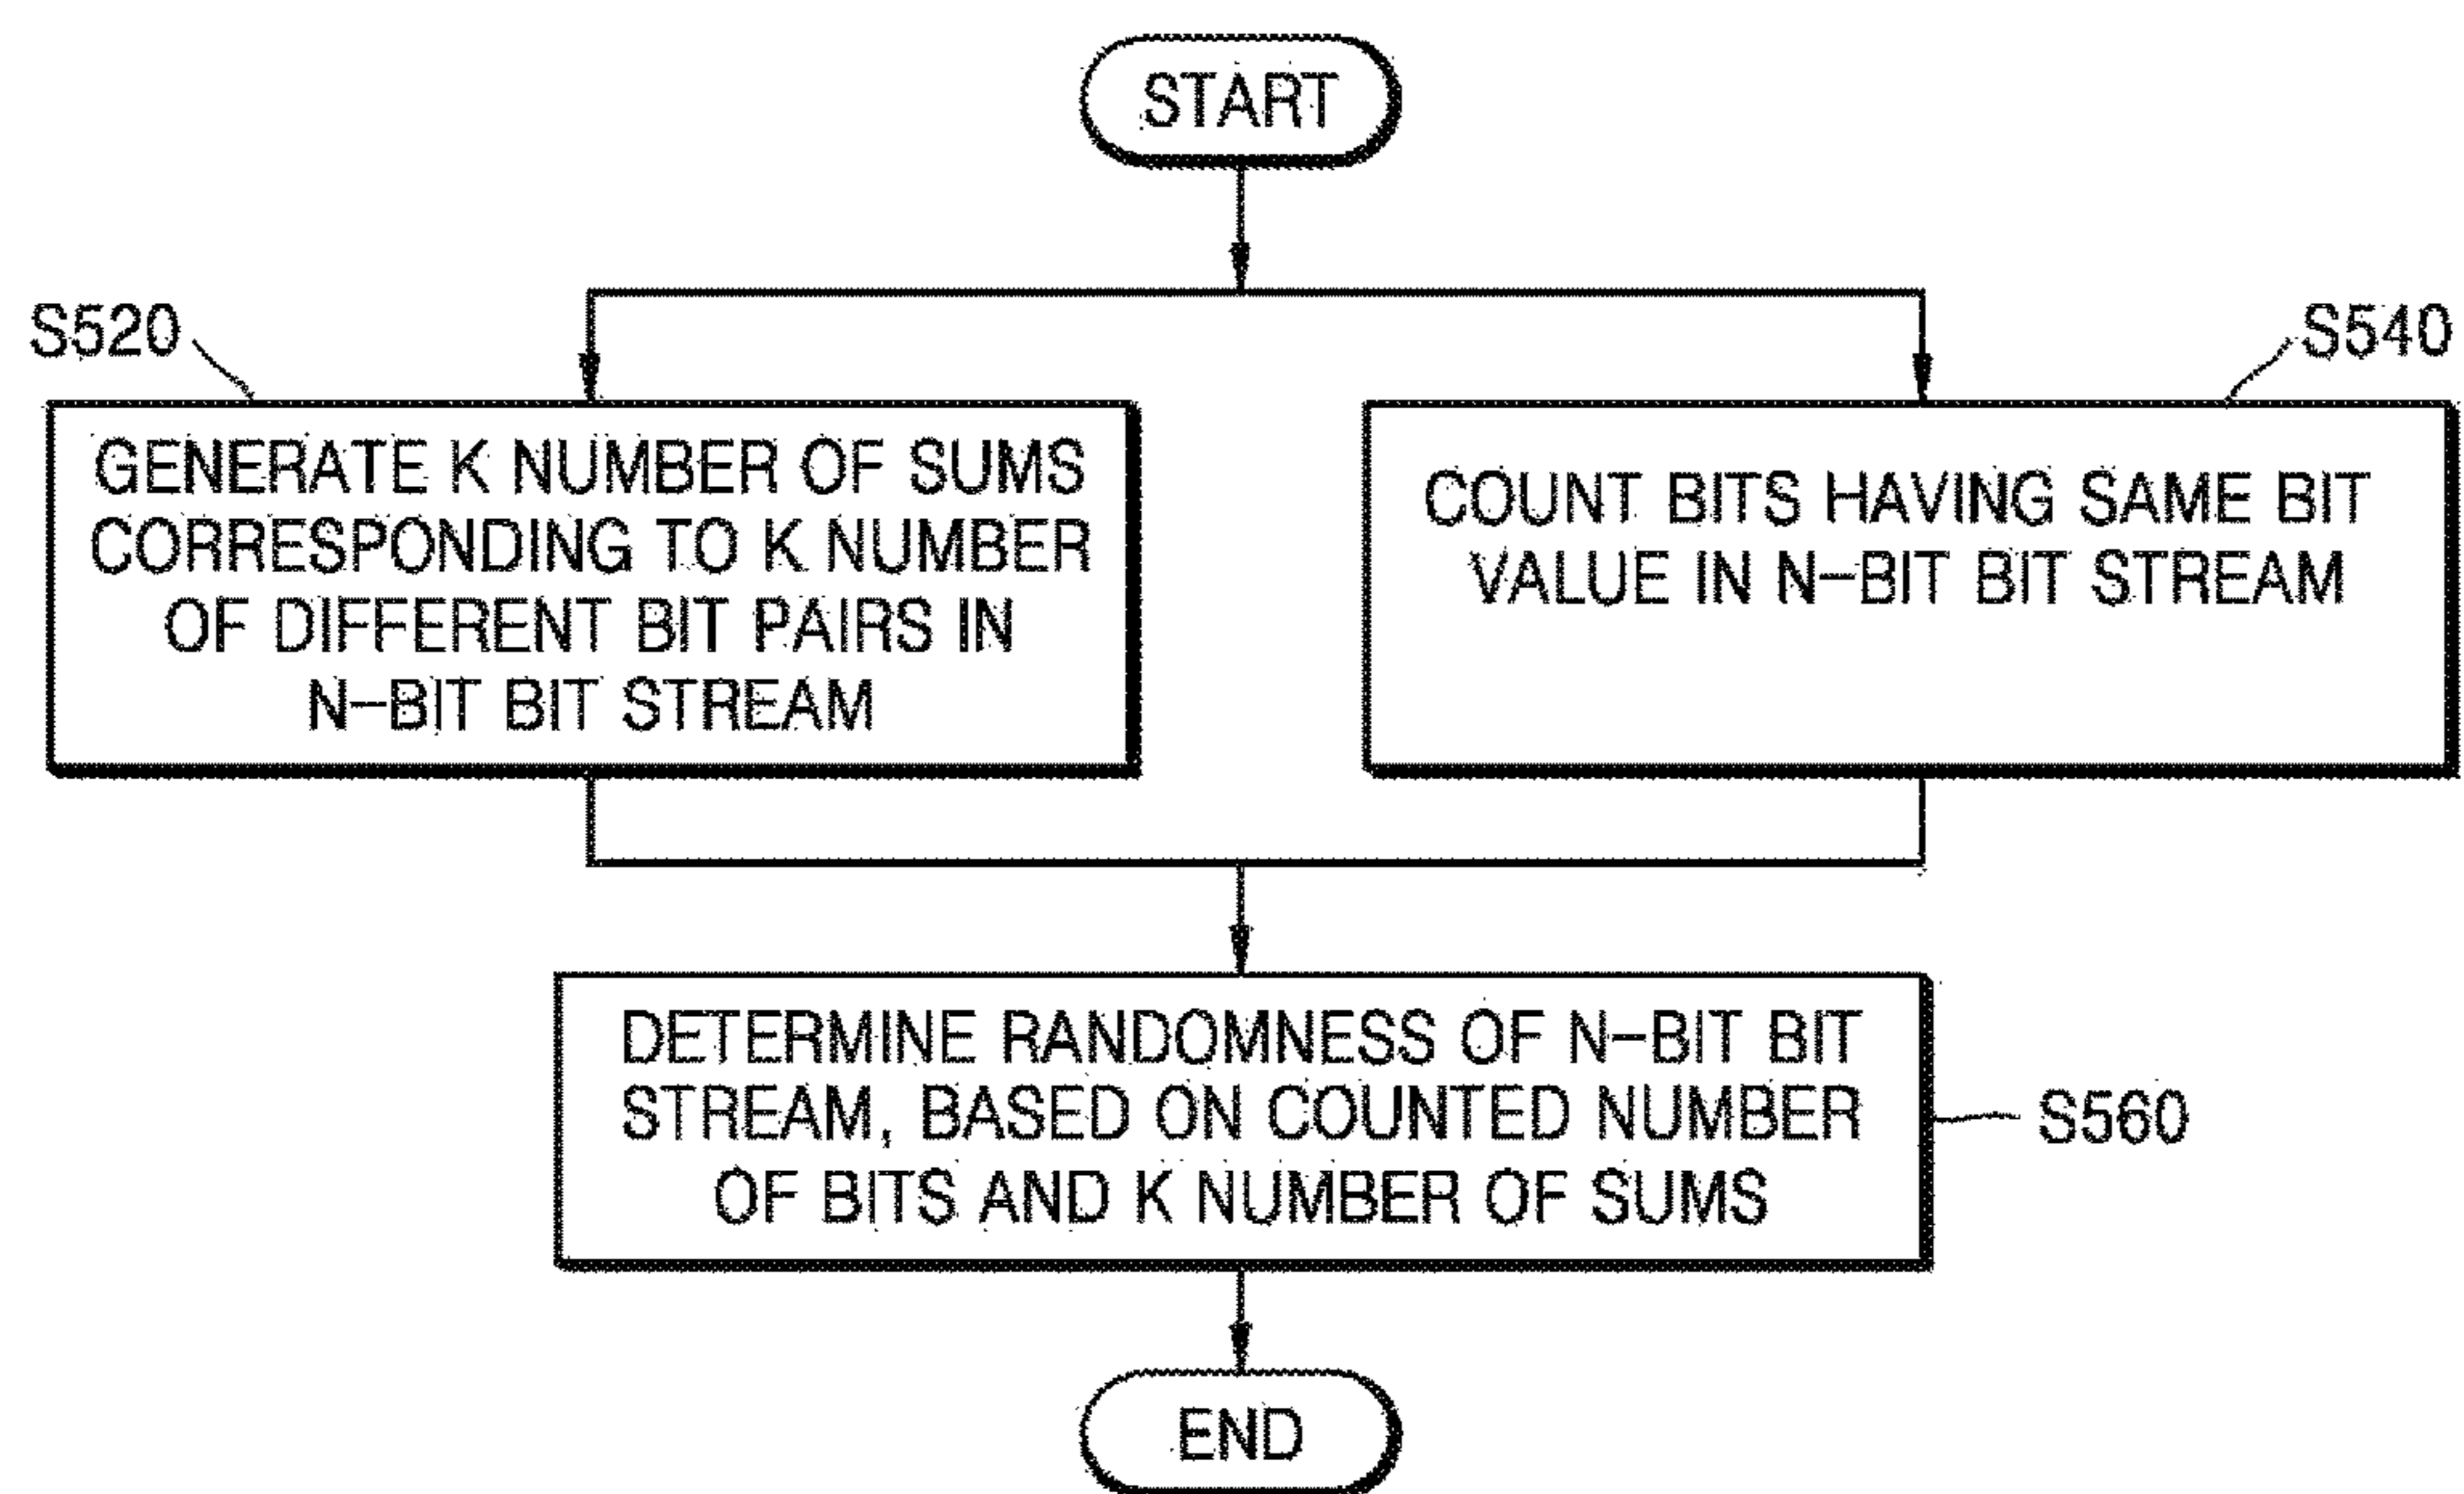 START
S520
S540
GENERATE K NUMBER OF SUMS
CORRESPONDING TO K NUMBER
OF DIFFERENT BIT PAIRS IN
N-BIT BIT STREAM
COUNT BITS HAVING SAME BIT
VALUE IN N-BIT BIT STREAM
DETERMINE RANDOMNESS OF N-BIT BIT
STREAM, BASED ON COUNTED NUMBER
OF BITS AND K NUMBER OF SUMS
S560
END